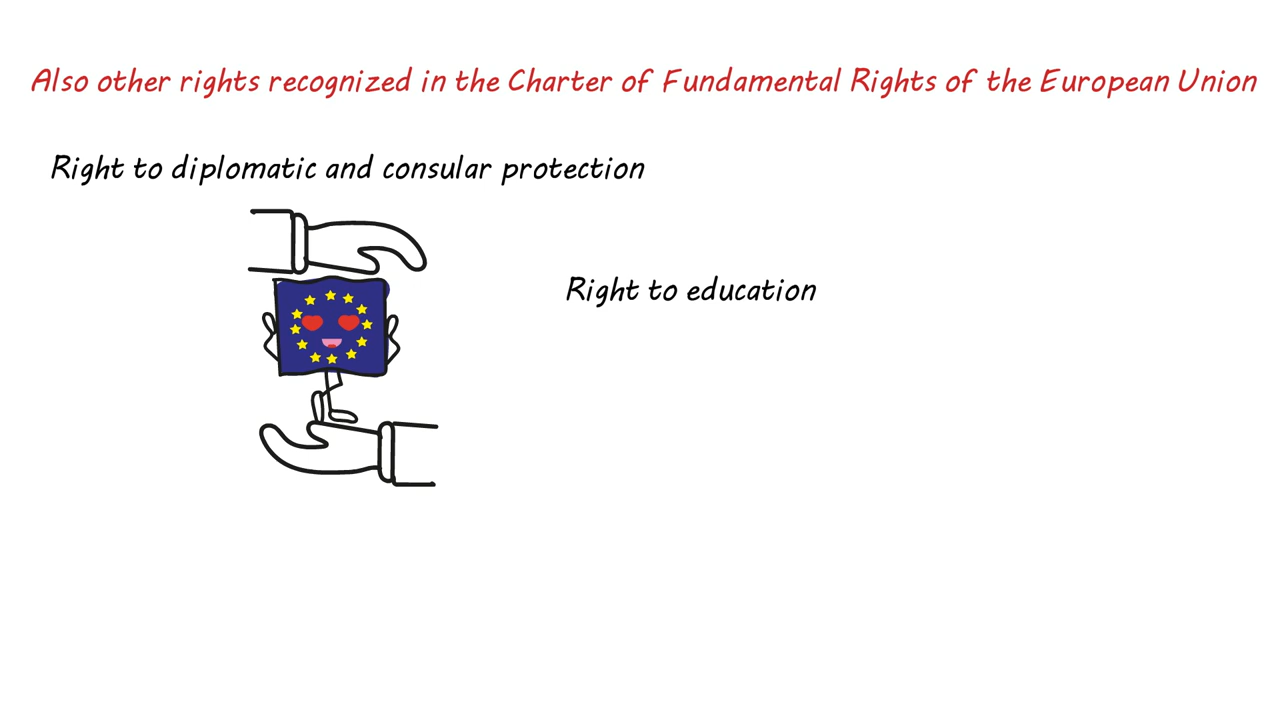 Also other rights recognized in the Charter of Fundamental Rights of the European Union
Right to diplomatic and consular protection
Right to education